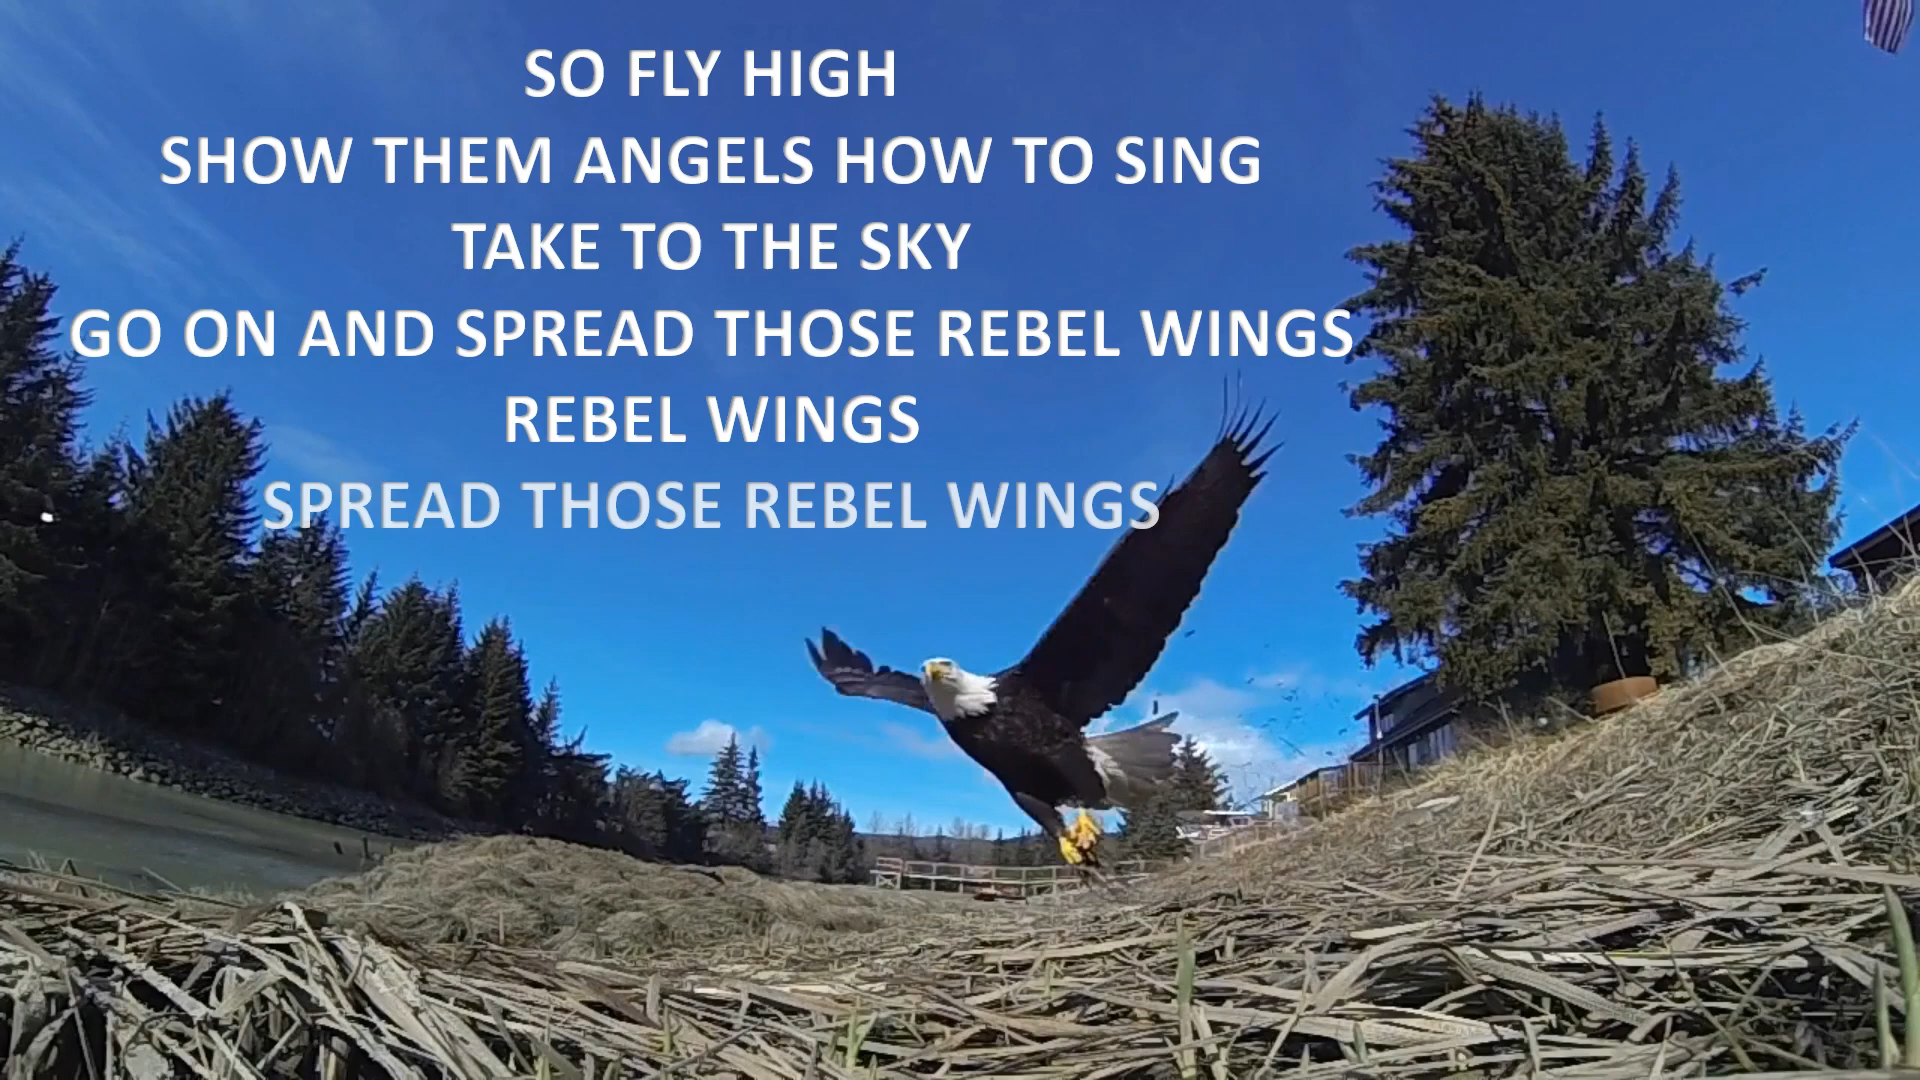 SO FLY HIGH
SHOW THEM ANGELS HOW TO SING
TAKE TO THE SKY
GO ON AND SPREAD THOSE REBEL WINGS
REBEL WINGS
SPREAD THOSE REBEL WINGS